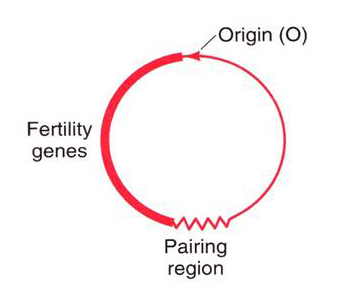 Origin (O)
Fertility
genes
Pairing
region